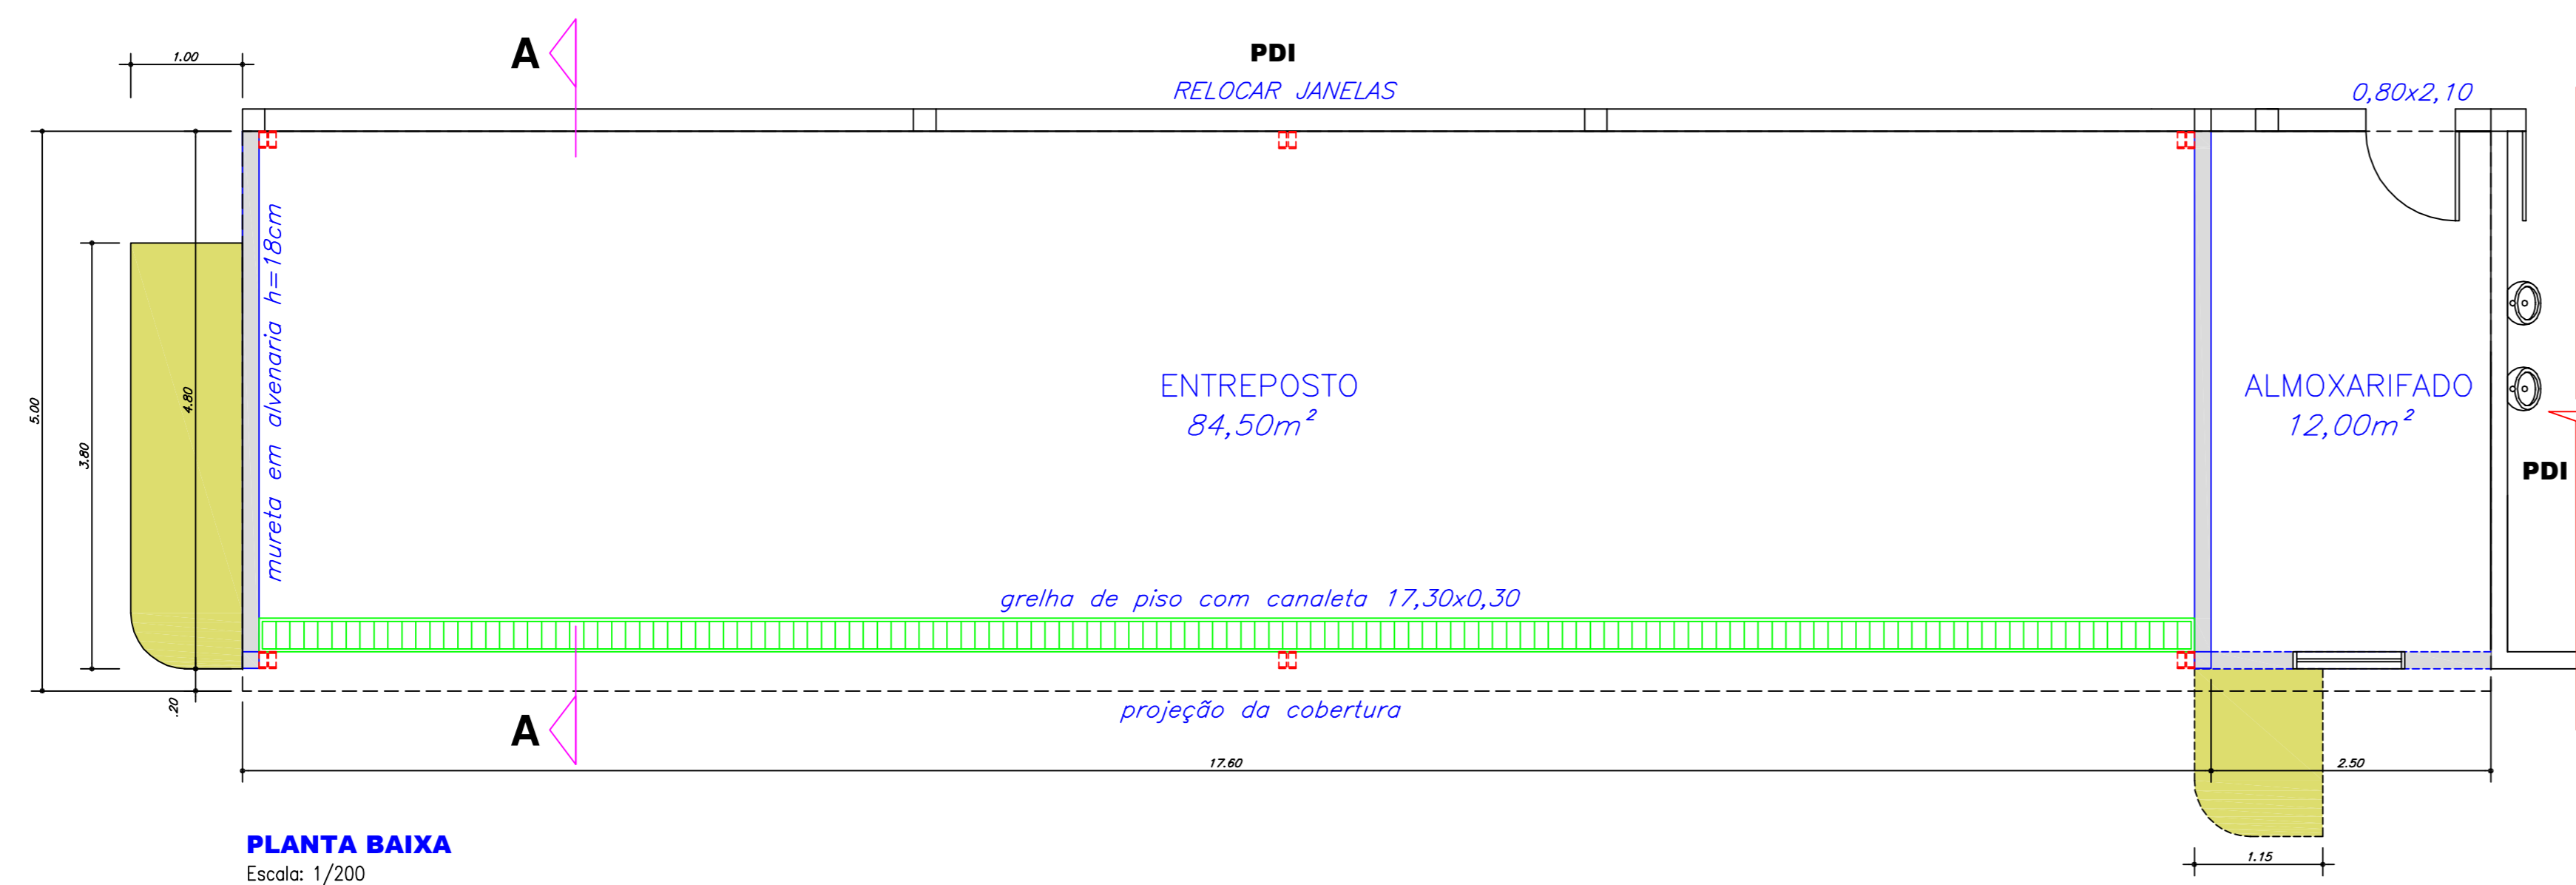 1.00
A
PDI
RELOCAR JANELAS
0,80x2,10
5.00
4.80
3.80
.20
mureta em alvenaria h=18cm
ENTREPOSTO
84,50m²
ALMOXARIFADO
12,00m²
PDI
grelha de piso com canaleta 17,30x0,30
projeção da cobertura
A
17.60
2.50
1.15
PLANTA BAIXA
Escala: 1/200